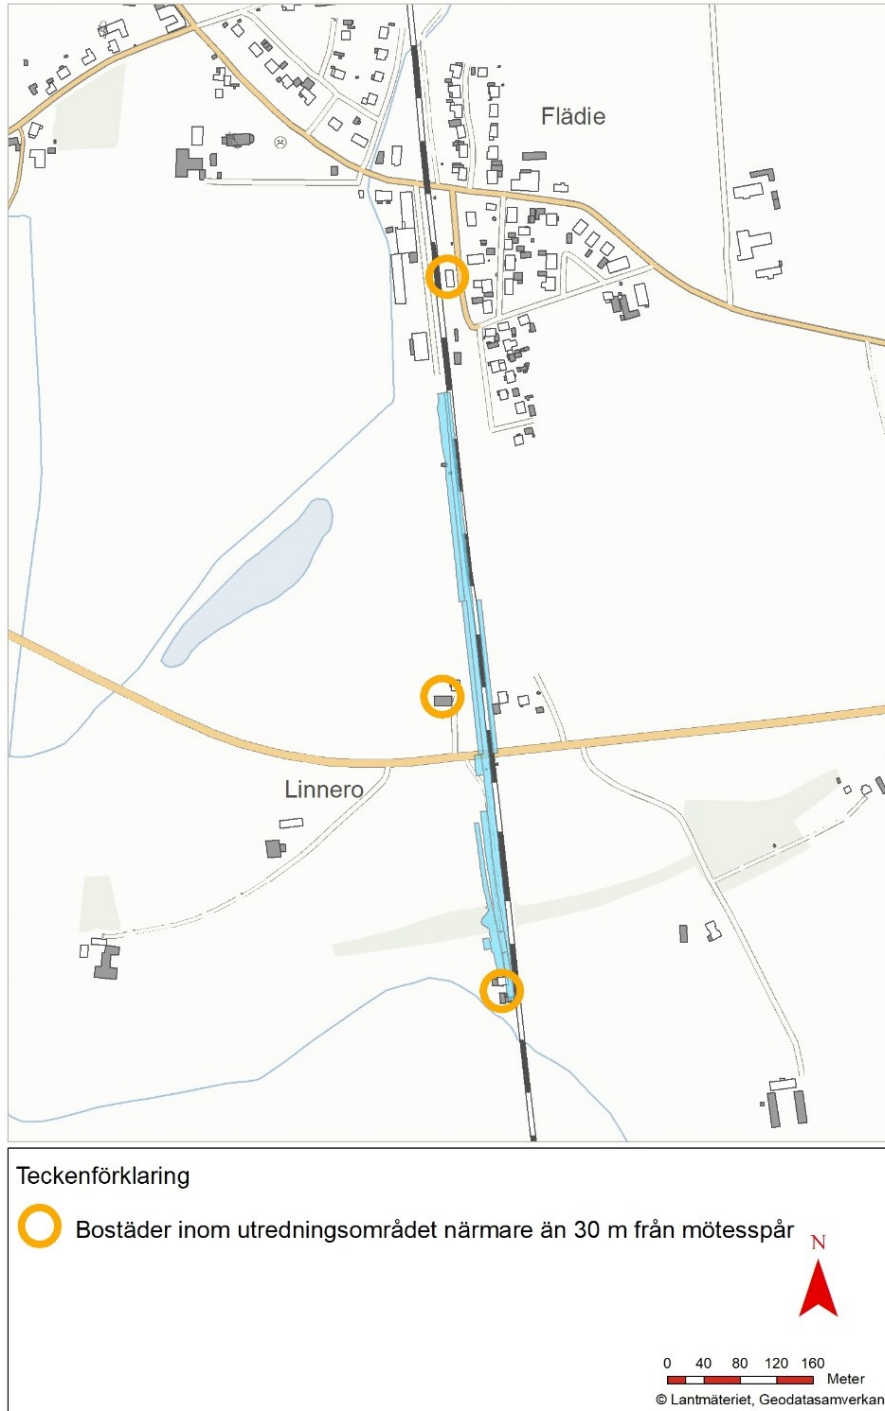 Flädie
Linnero
Teckenförklaring
Bostäder inom utredningsområdet närmare än 30 m från mötesspår
N
0 40 80 120 160
Meter
© Lantmäteriet, Geodatasamverkan